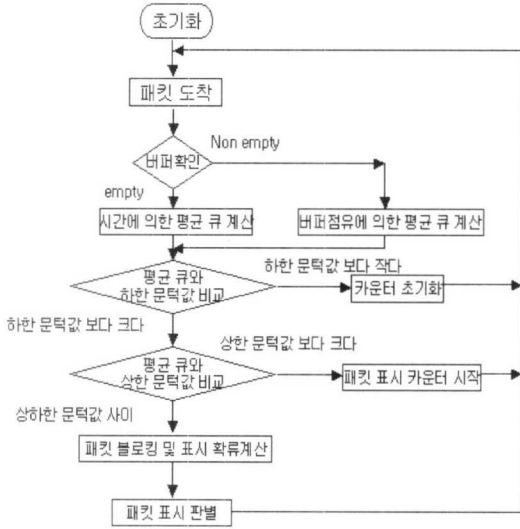 초기화
패킷 도착
버퍼확인
Non empty
empty
시간에 의한 평균 큐 계산
버퍼점유에 의한 평균 큐 계산
평균 큐와
하한 문턱값 비교
하한 문턱값 보다 작다
카운터 초기화
하한 문턱값 보다 크다
평균 큐와
상한 문턱값 비교
상한 문턱값 보다 크다
패킷 표시 카운터 시작
상하한 문턱값 사이
패킷 블로킹 및 표시 확류계산
패킷 표시 판별